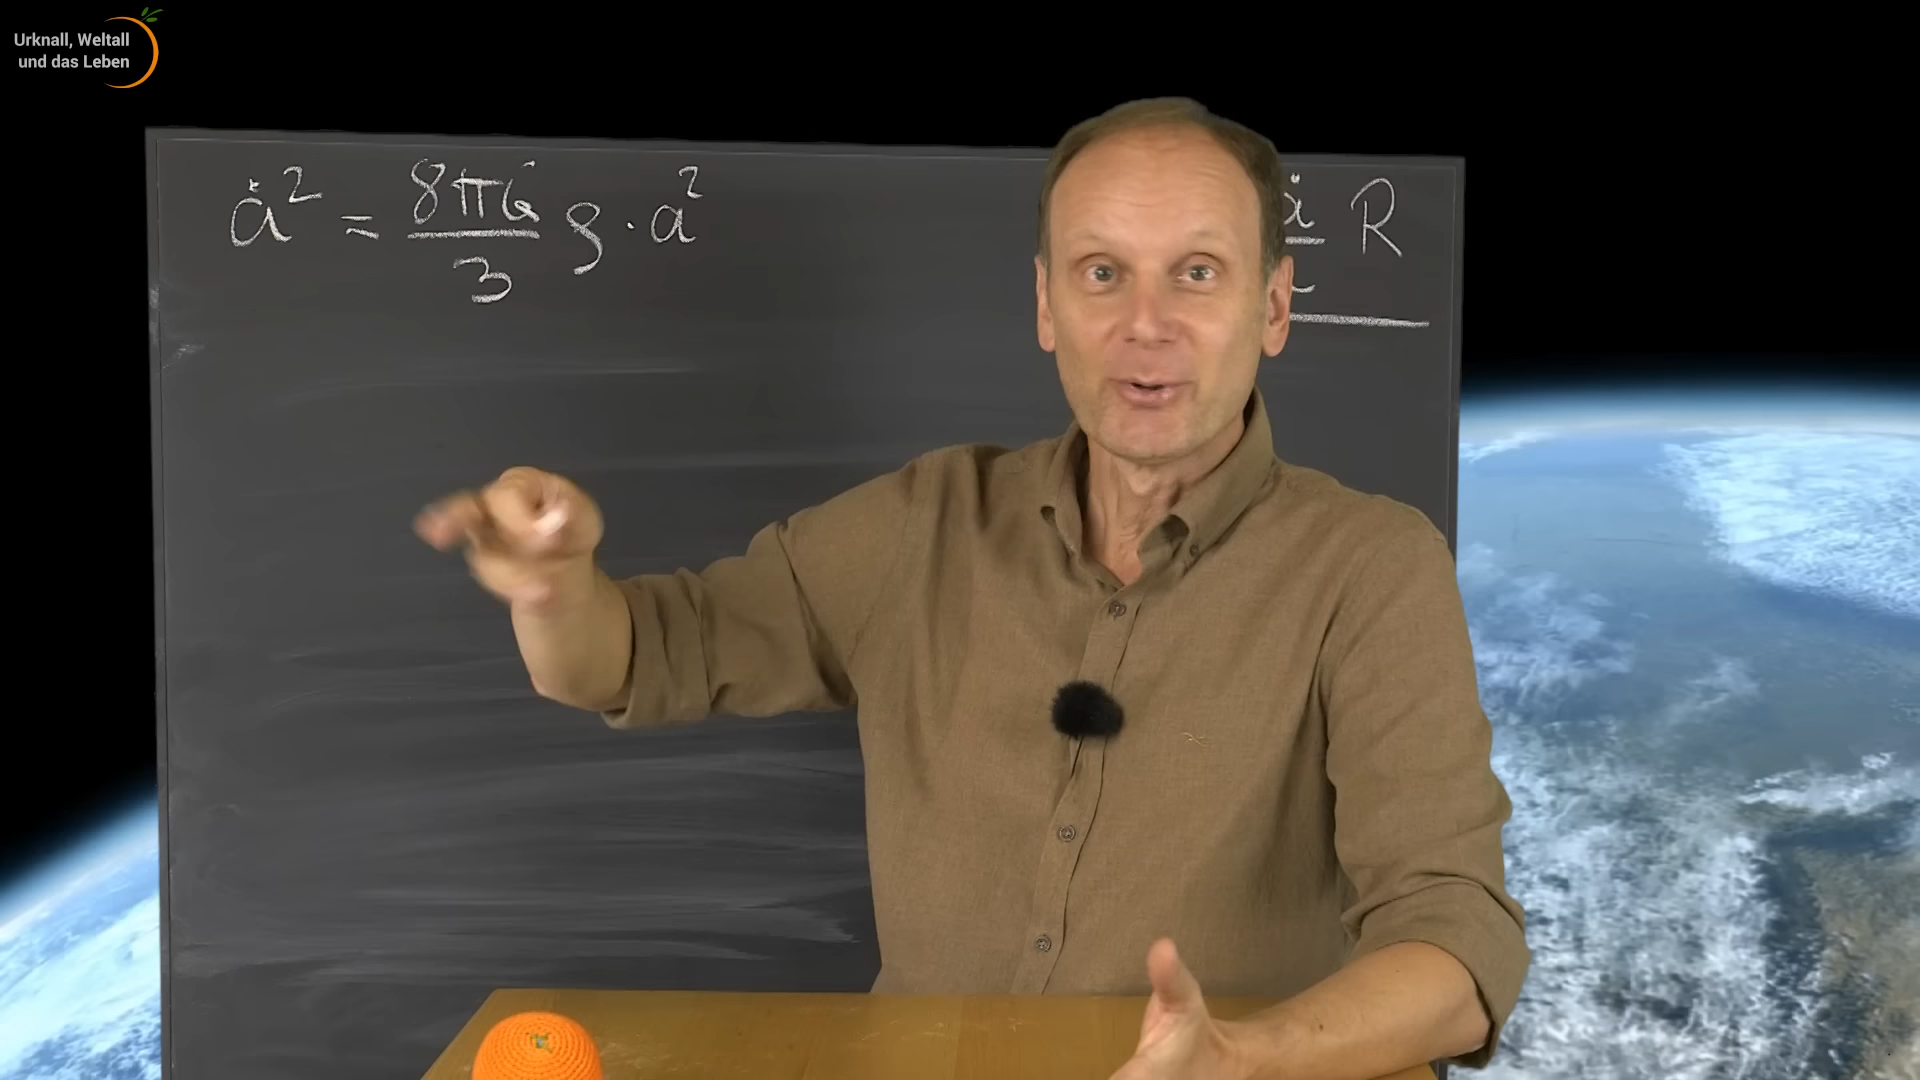 Urknall, Weltall
und das Leben
ȧ² = 8πG/3 ρ · a²
R